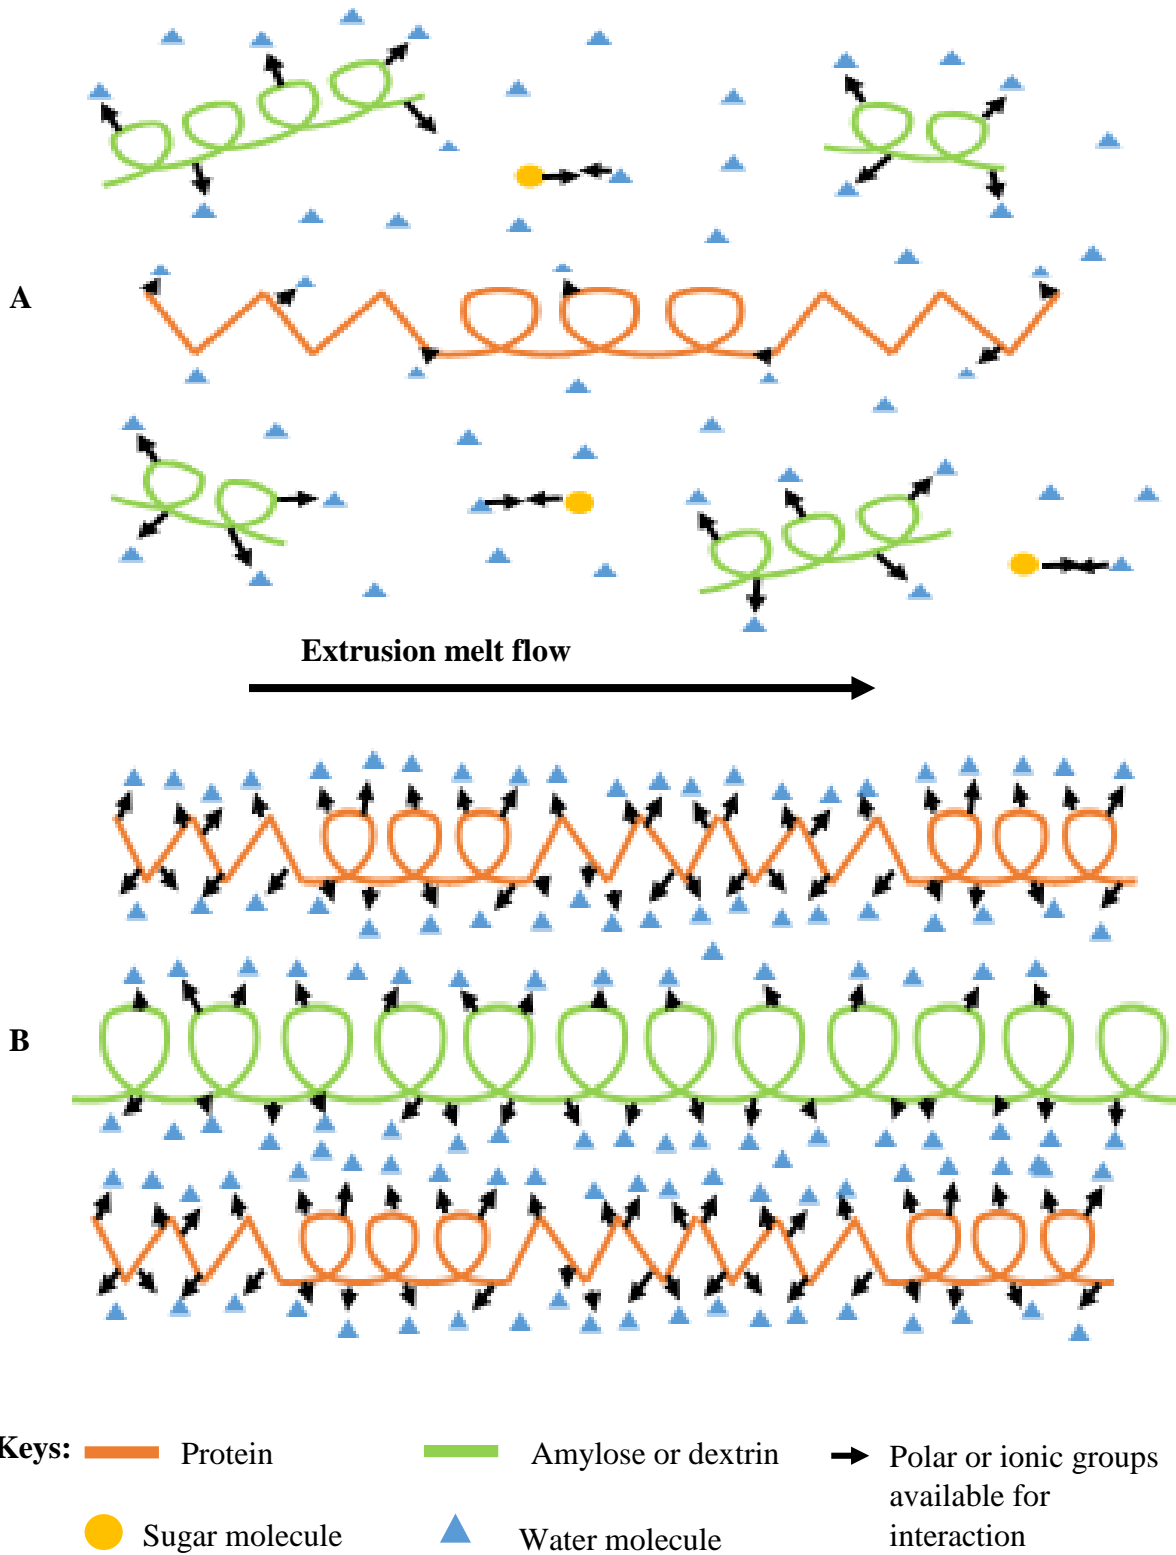 A
Extrusion melt flow
B
Keys:
Protein
Amylose or dextrin
Polar or ionic groups
available for
interaction
Sugar molecule
Water molecule